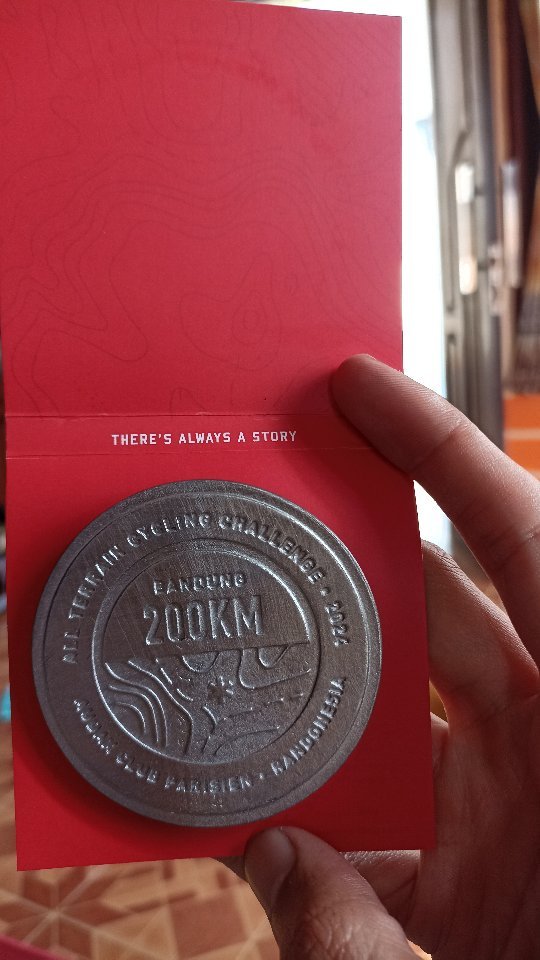 THERE'S ALWAYS A STORY
ALL TERRAIN CYCLING CHALLENGE • 2024
BANDUNG
200KM
AUDAX CLUB PARISIEN • RANDONESIA